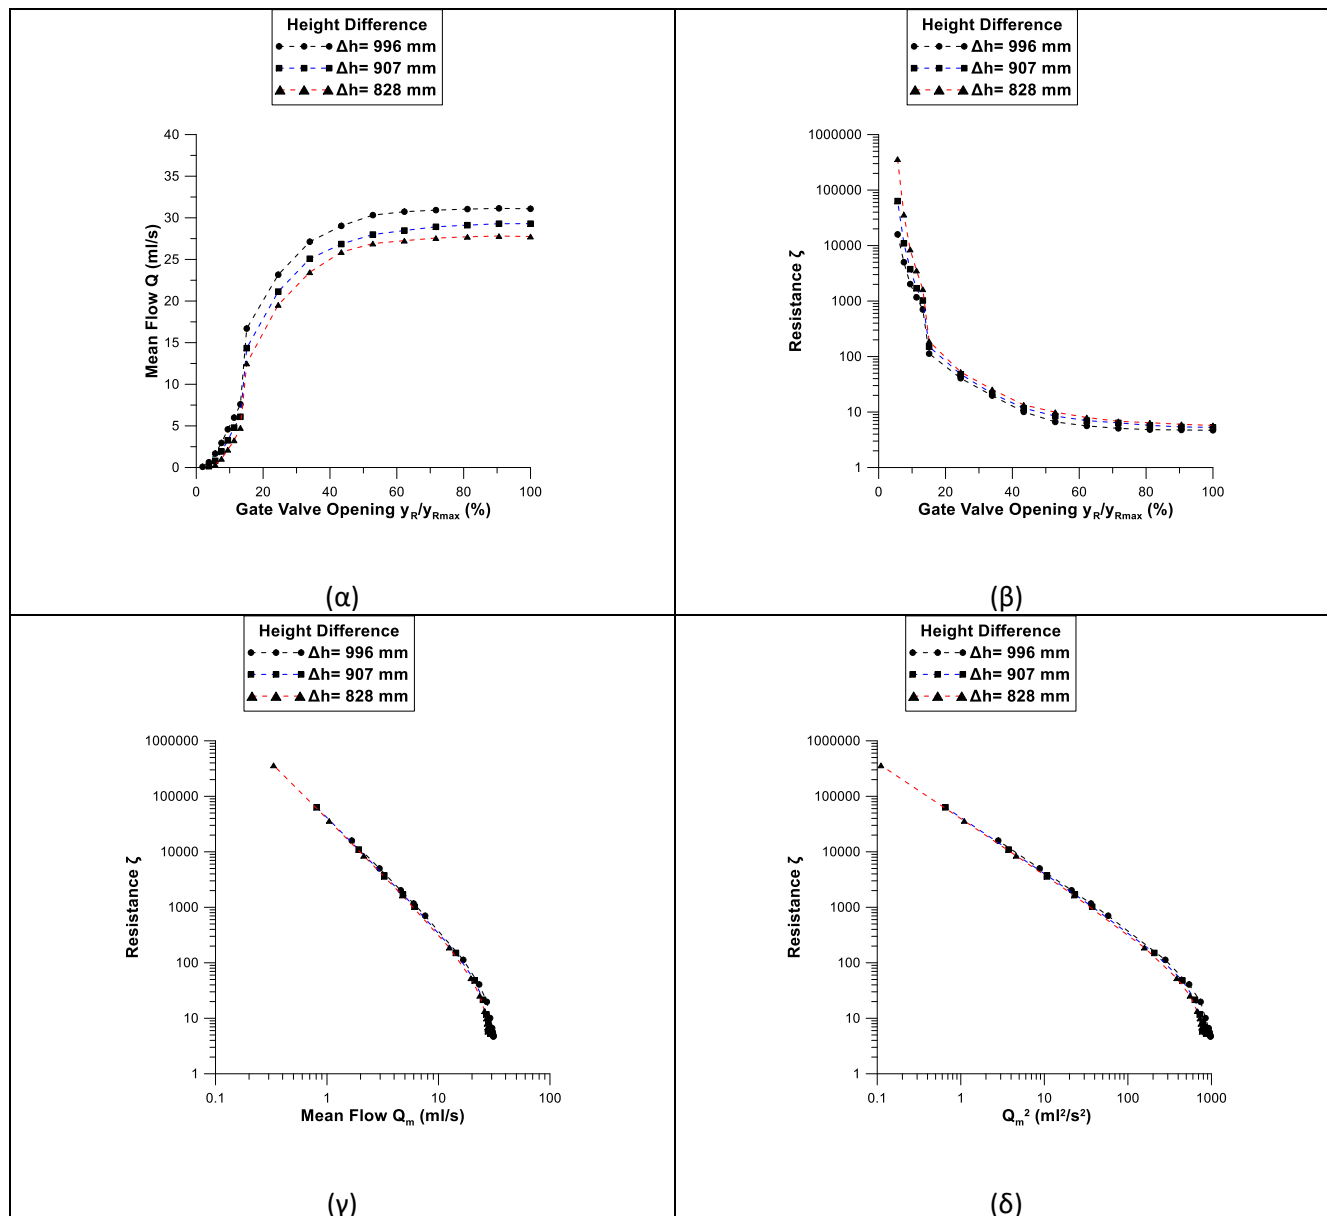 Height Difference
Δh= 996 mm
Δh= 907 mm
Δh= 828 mm
40
35
30
25
20
15
10
5
0
Mean Flow Q (ml/s)
0 20 40 60 80 100
Gate Valve Opening yR/yRmax (%)
(α)
Height Difference
Δh= 996 mm
Δh= 907 mm
Δh= 828 mm
1000000
100000
10000
1000
100
10
1
Resistance ζ
0 20 40 60 80 100
Gate Valve Opening yR/yRmax (%)
(β)
Height Difference
Δh= 996 mm
Δh= 907 mm
Δh= 828 mm
1000000
100000
10000
1000
100
10
1
Resistance ζ
0.1 1 10 100
Mean Flow Qm (ml/s)
(γ)
Height Difference
Δh= 996 mm
Δh= 907 mm
Δh= 828 mm
1000000
100000
10000
1000
100
10
1
Resistance ζ
0.1 1 10 100 1000
Qm² (ml²/s²)
(δ)